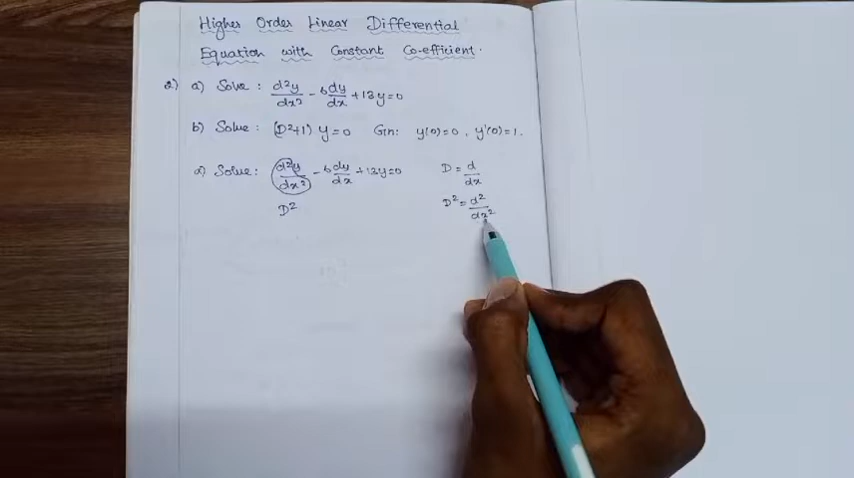 Higher Order Linear Differential
Equation with Constant Co-efficient.
2) a) Solve : d²y/dx² - 6 dy/dx + 13y = 0
b) Solve : (D²+1) y = 0 Gn: y(0)=0, y'(0)=1.
a) Solve : d²y/dx² - 6 dy/dx + 13y = 0 D = d/dx
D² D² = d²/dx²